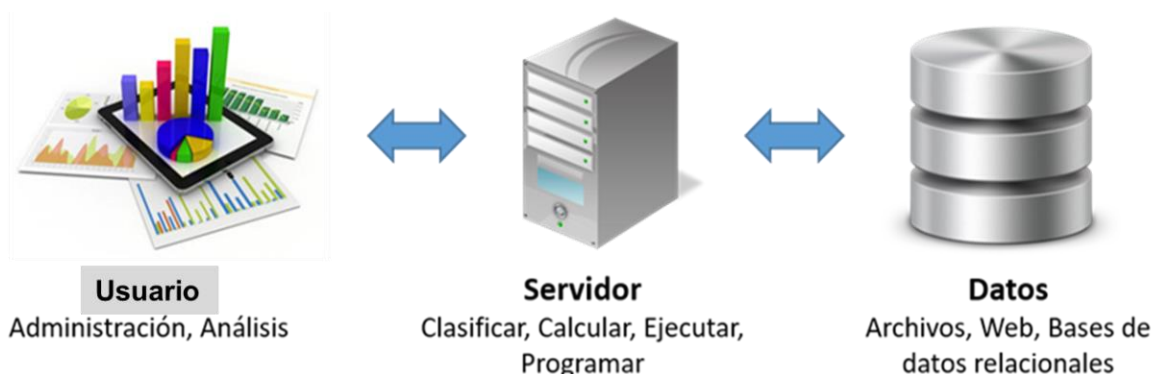 Usuario
Administración, Análisis
Servidor
Clasificar, Calcular, Ejecutar,
Programar
Datos
Archivos, Web, Bases de
datos relacionales